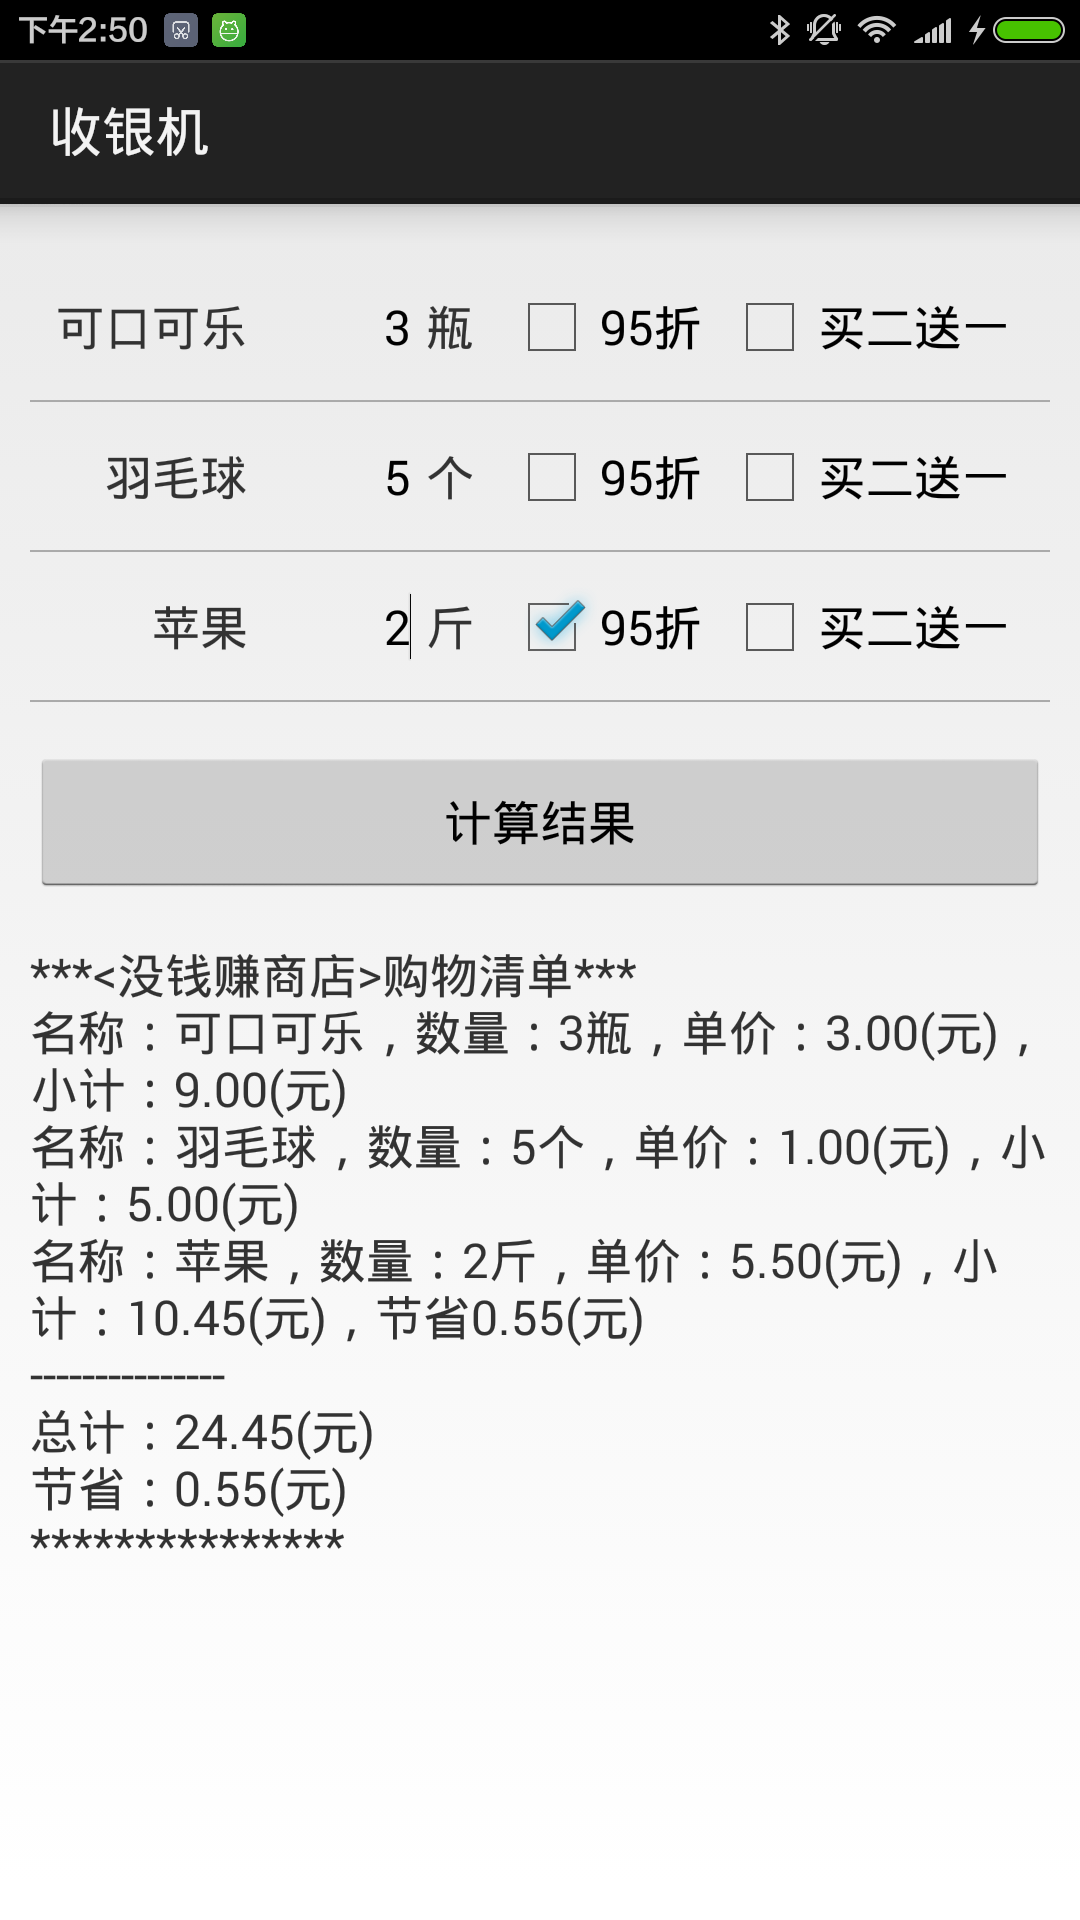 下午2:50
收银机
可口可乐 3 瓶 95折 买二送一
羽毛球 5 个 95折 买二送一
苹果 2 斤 95折 买二送一
计算结果
***<没钱赚商店>购物清单***
名称：可口可乐，数量：3瓶，单价：3.00(元)，
小计：9.00(元)
名称：羽毛球，数量：5个，单价：1.00(元)，小
计：5.00(元)
名称：苹果，数量：2斤，单价：5.50(元)，小
计：10.45(元)，节省0.55(元)
---------------
总计：24.45(元)
节省：0.55(元)
***************